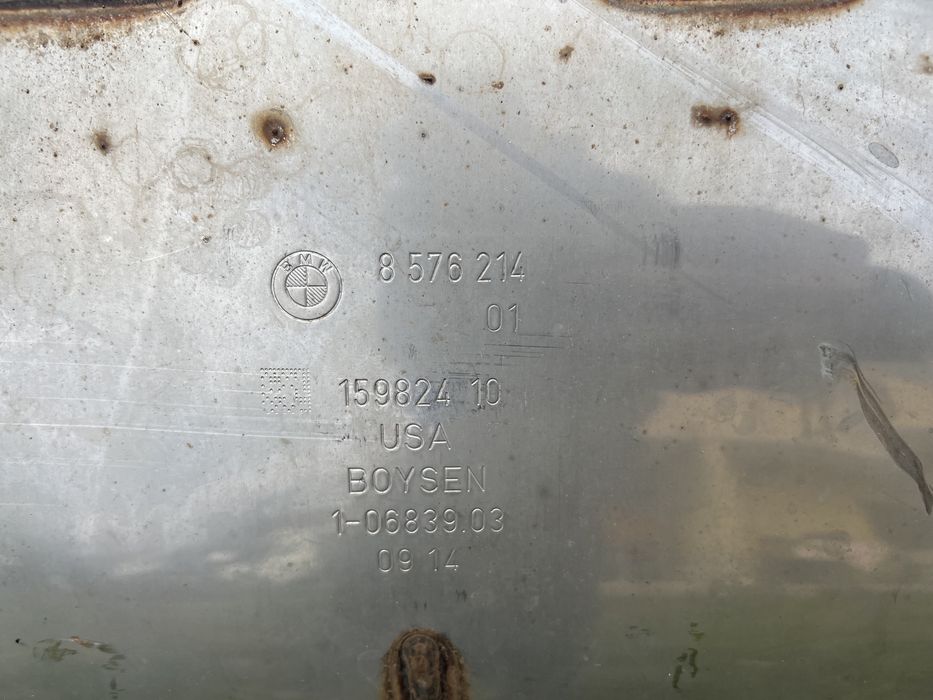 BMW
8 576 214
01
159824 10
USA
BOYSEN
1-06839.03
09 14